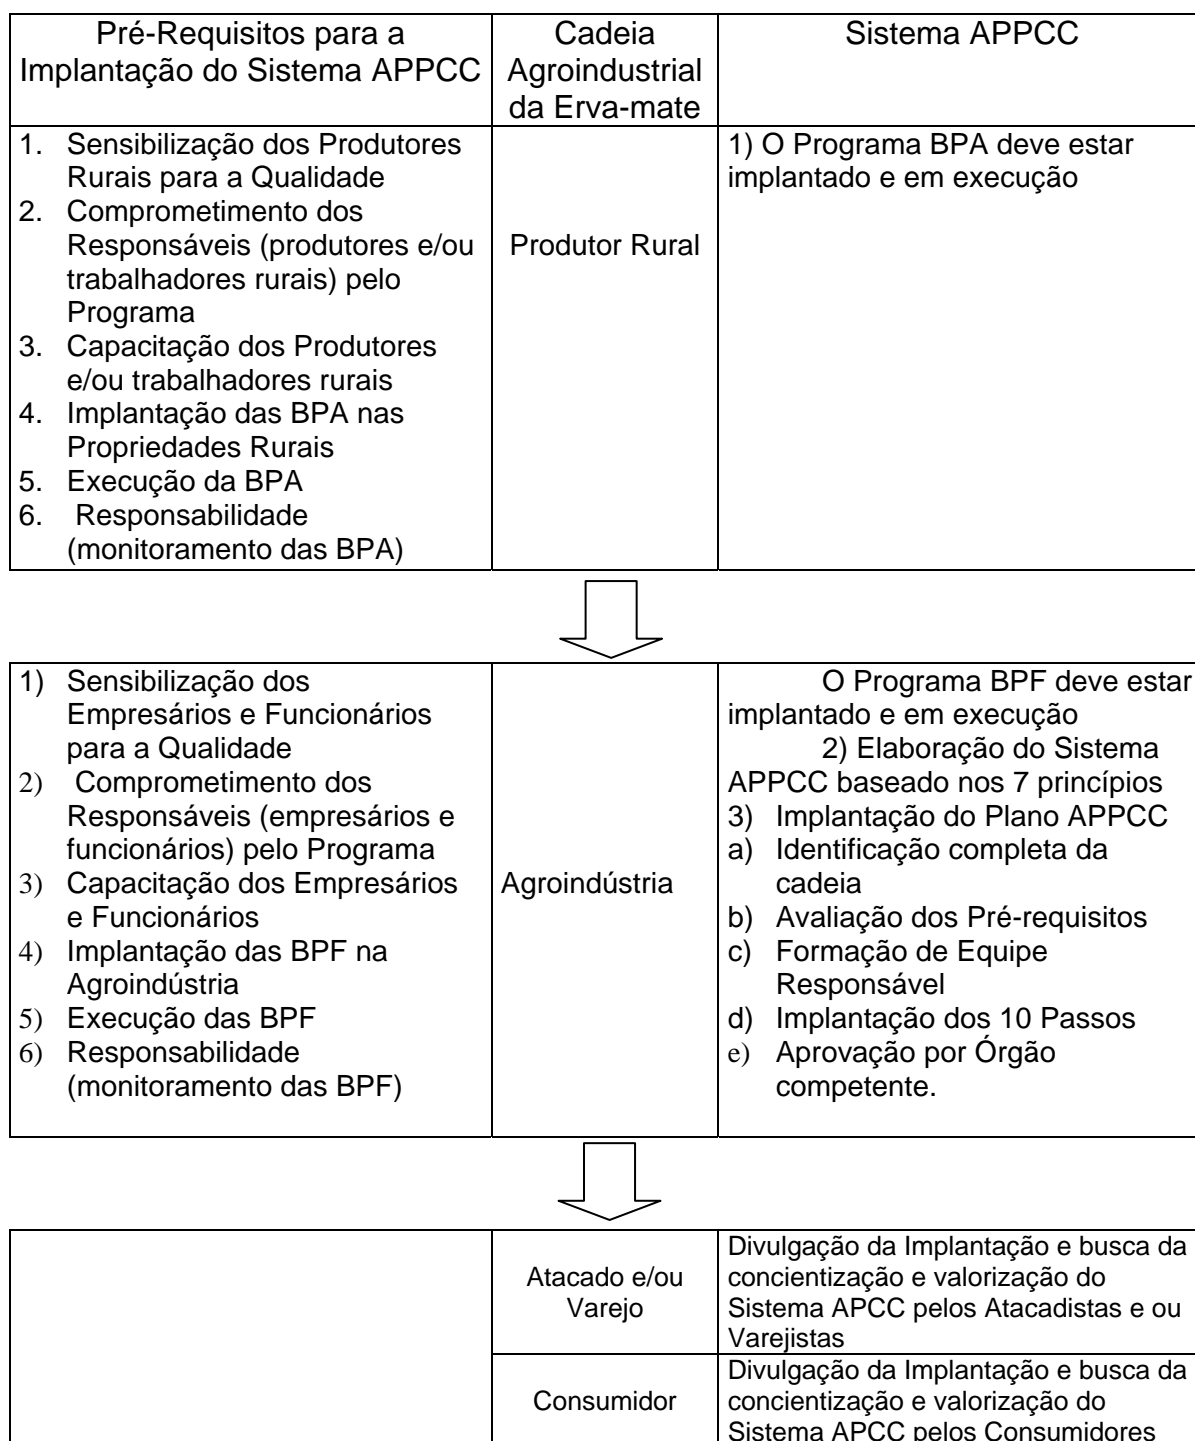 Pré-Requisitos para a
Implantação do Sistema APPCC
Cadeia
Agroindustrial
da Erva-mate
Sistema APPCC
1. Sensibilização dos Produtores
Rurais para a Qualidade
2. Comprometimento dos
Responsáveis (produtores e/ou
trabalhadores rurais) pelo
Programa
3. Capacitação dos Produtores
e/ou trabalhadores rurais
4. Implantação das BPA nas
Propriedades Rurais
5. Execução da BPA
6. Responsabilidade
(monitoramento das BPA)
Produtor Rural
1) O Programa BPA deve estar
implantado e em execução
1) Sensibilização dos
Empresários e Funcionários
para a Qualidade
2) Comprometimento dos
Responsáveis (empresários e
funcionários) pelo Programa
3) Capacitação dos Empresários
e Funcionários
4) Implantação das BPF na
Agroindústria
5) Execução das BPF
6) Responsabilidade
(monitoramento das BPF)
Agroindústria
O Programa BPF deve estar
implantado e em execução
2) Elaboração do Sistema
APPCC baseado nos 7 princípios
3) Implantação do Plano APPCC
a) Identificação completa da
cadeia
b) Avaliação dos Pré-requisitos
c) Formação de Equipe
Responsável
d) Implantação dos 10 Passos
e) Aprovação por Órgão
competente.
Atacado e/ou
Varejo
Divulgação da Implantação e busca da
concientização e valorização do
Sistema APCC pelos Atacadistas e ou
Varejistas
Consumidor
Divulgação da Implantação e busca da
concientização e valorização do
Sistema APCC pelos Consumidores